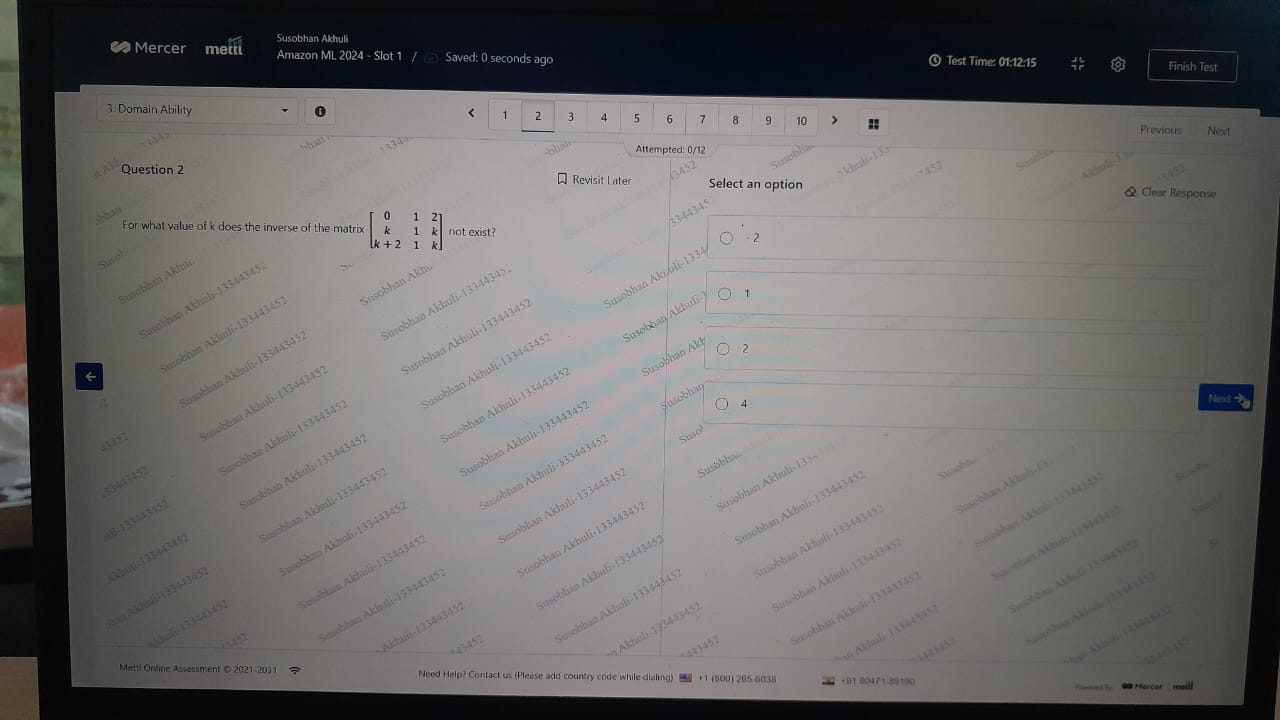 Mercer mettl
Susobhan Akhuli
Amazon ML 2024 - Slot 1 / Saved: 0 seconds ago
Test Time: 01:12:15
Finish Test
3. Domain Ability
1 2 3 4 5 6 7 8 9 10
Previous Next
Attempted: 0/12
Question 2
Revisit Later
Select an option
Clear Response
For what value of k does the inverse of the matrix
0 1 2
k 1 k
k + 2 1 k
not exist?
- 2
1
2
4
Next
Susobhan Akhuli-133443452
Mettl Online Assessment © 2021-2031
Need Help? Contact us (Please add country code while dialing) +1 (800) 265-6038
+91 80471-89190
Powered By Mercer mettl